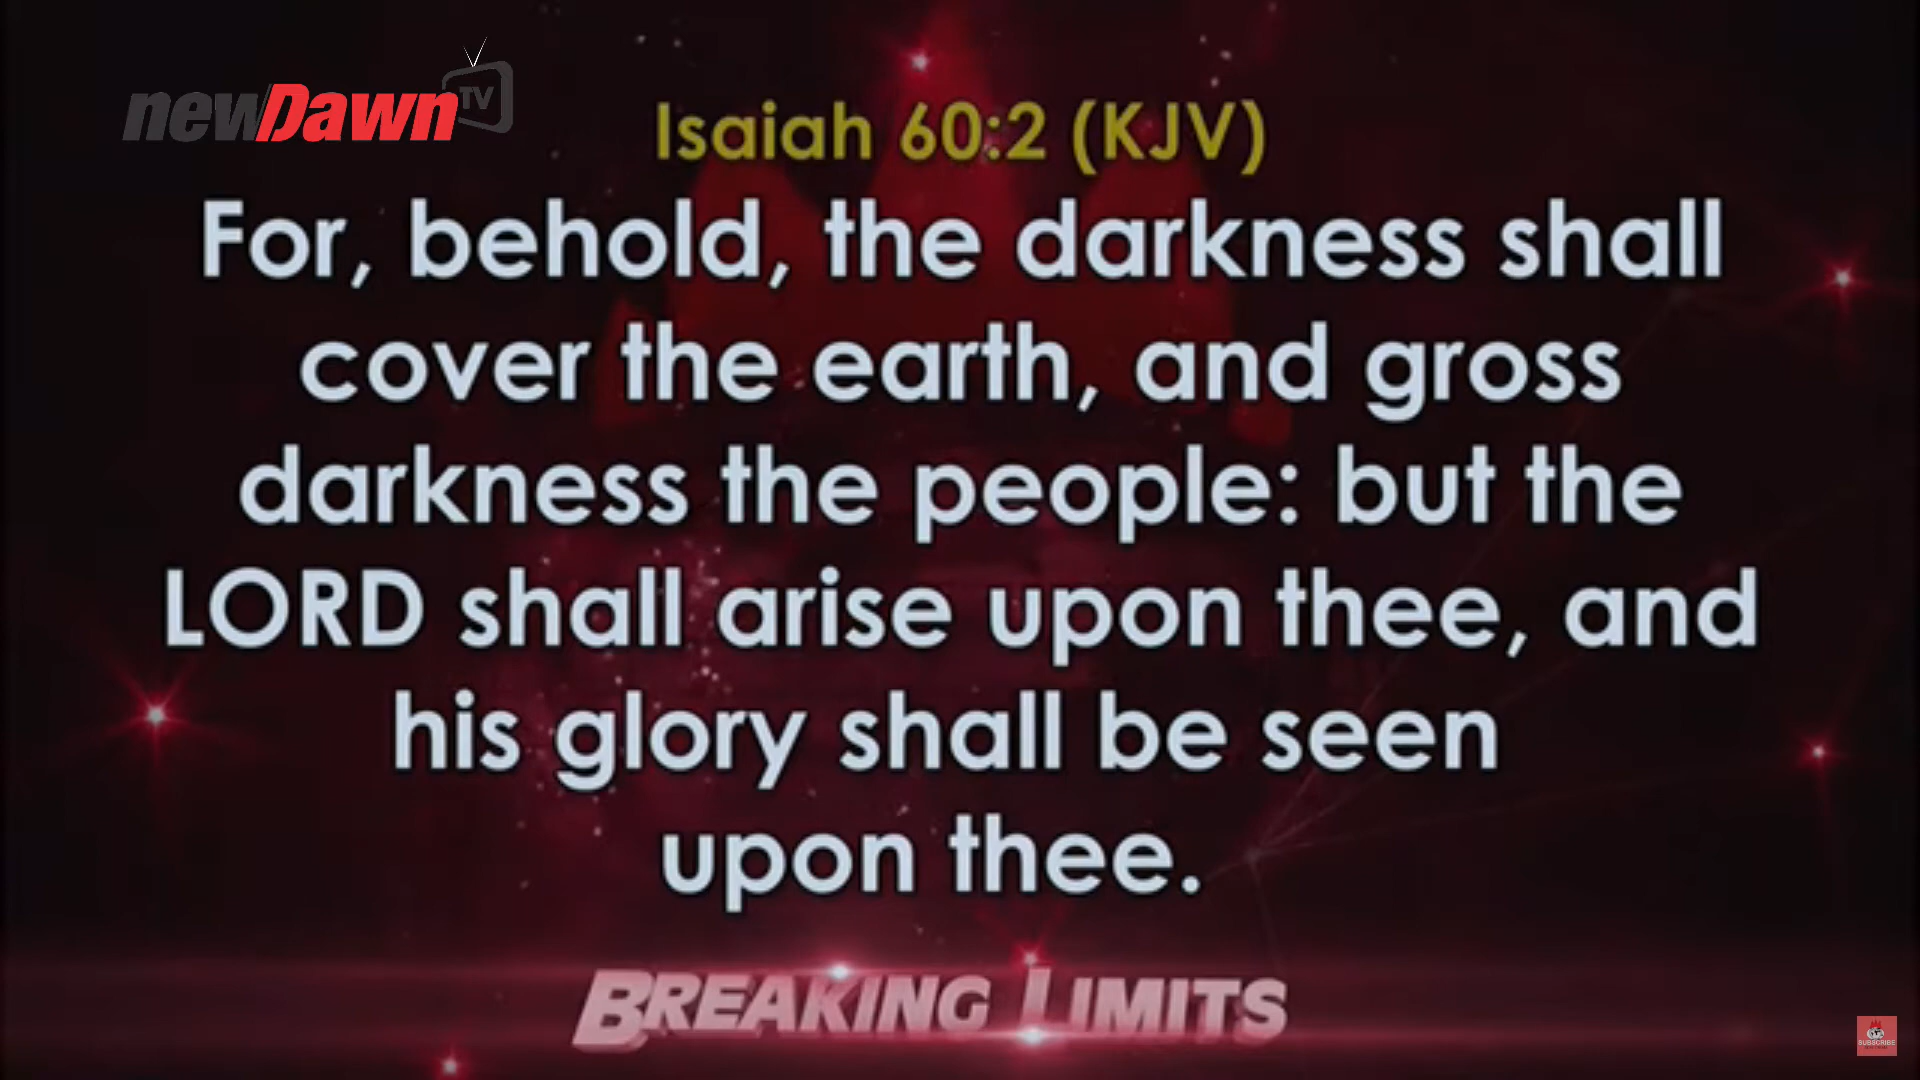 newDawn TV
Isaiah 60:2 (KJV)
For, behold, the darkness shall
cover the earth, and gross
darkness the people: but the
LORD shall arise upon thee, and
his glory shall be seen
upon thee.
BREAKING LIMITS
SUBSCRIBE